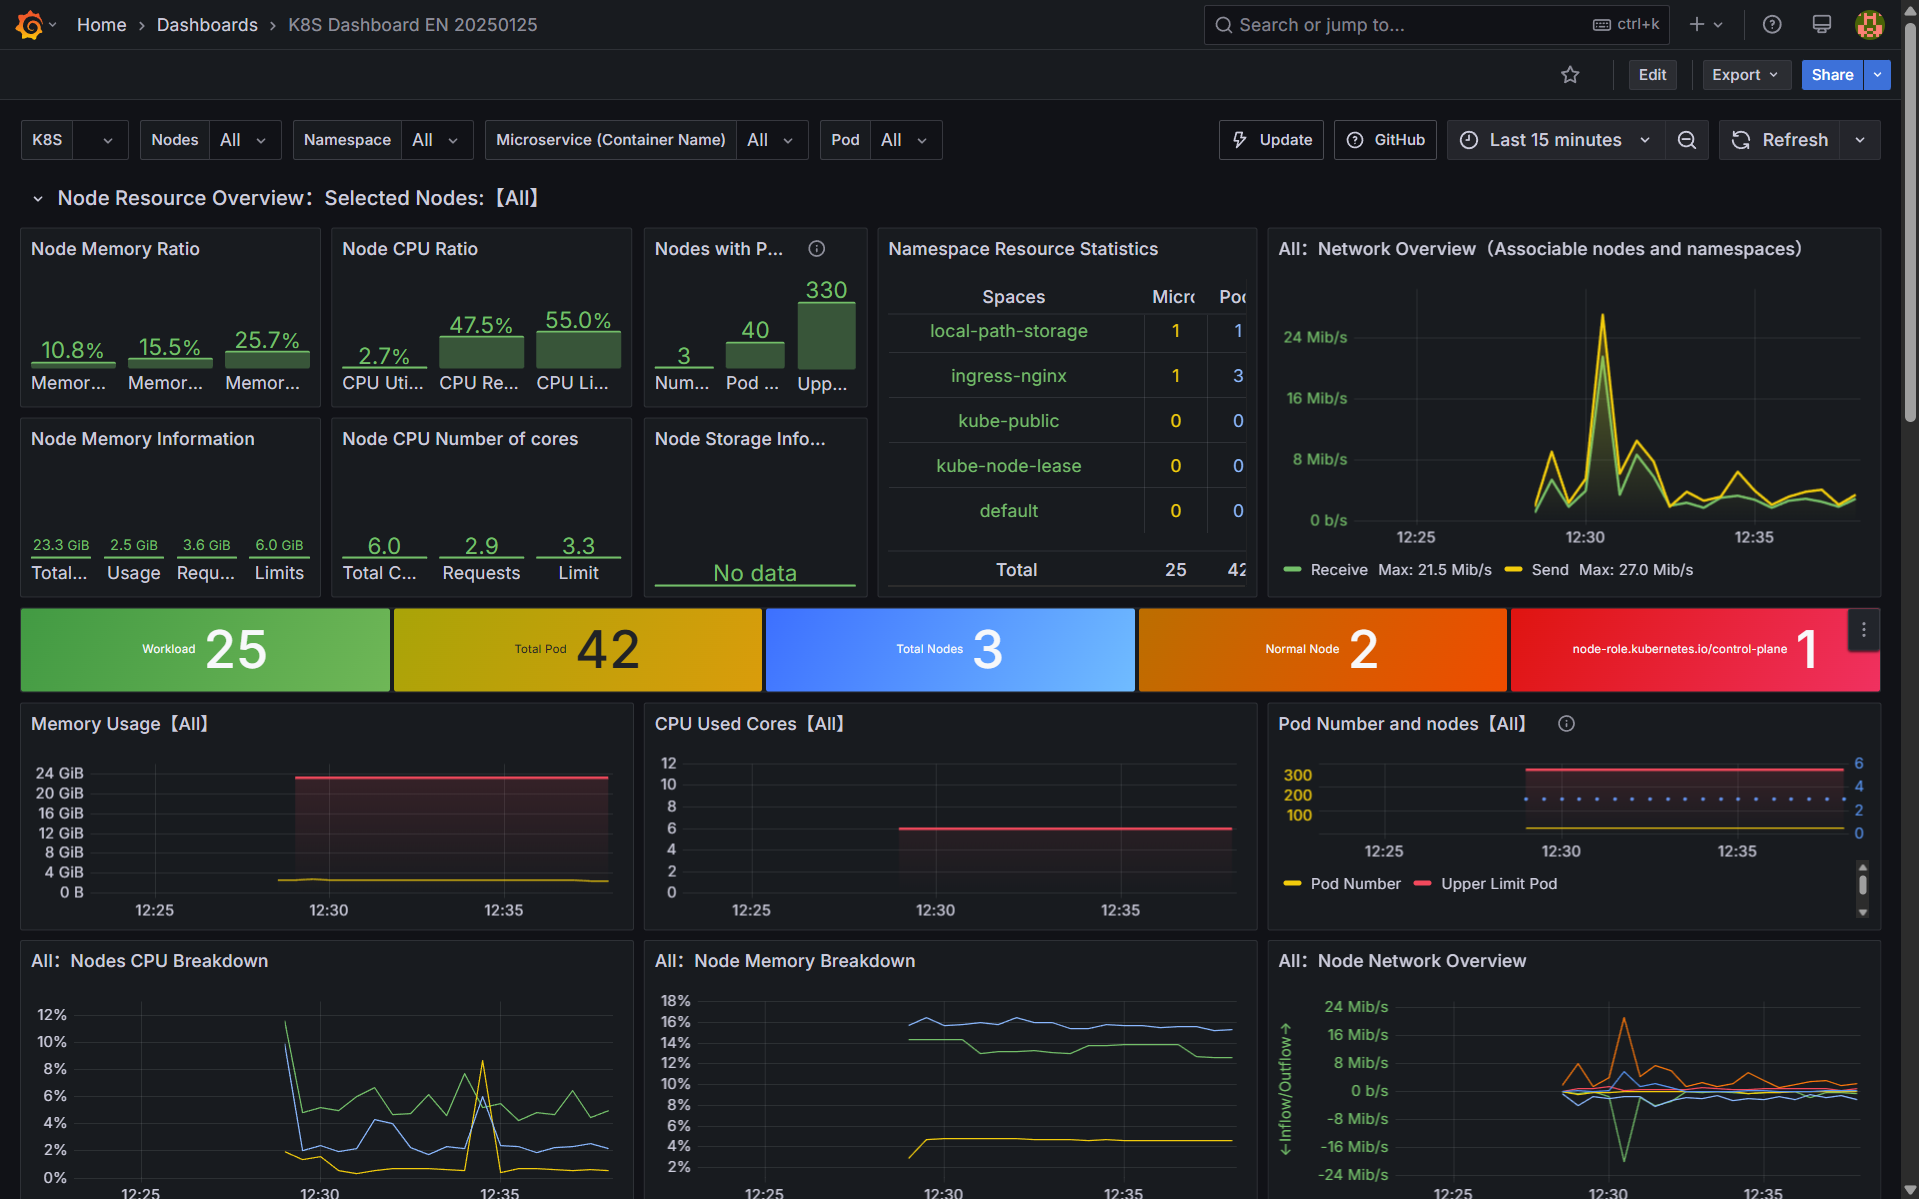 Home › Dashboards › K8S Dashboard EN 20250125
Search or jump to... ctrl+k
Edit Export Share
K8S
Nodes All
Namespace All
Microservice (Container Name) All
Pod All
Update GitHub Last 15 minutes Refresh
Node Resource Overview：Selected Nodes:【All】
Node Memory Ratio
10.8% 15.5% 25.7%
Memor... Memor... Memor...
Node CPU Ratio
2.7% 47.5% 55.0%
CPU Uti... CPU Re... CPU Li...
Nodes with P...
3 40 330
Num... Pod ... Upp...
Node Memory Information
23.3 GiB 2.5 GiB 3.6 GiB 6.0 GiB
Total... Usage Requ... Limits
Node CPU Number of cores
6.0 2.9 3.3
Total C... Requests Limit
Node Storage Info...
No data
Namespace Resource Statistics
Spaces Micro Pod
local-path-storage 1 1
ingress-nginx 1 3
kube-public 0 0
kube-node-lease 0 0
default 0 0
Total 25 42
All：Network Overview（Associable nodes and namespaces）
24 Mib/s
16 Mib/s
8 Mib/s
0 b/s
12:25 12:30 12:35
Receive Max: 21.5 Mib/s Send Max: 27.0 Mib/s
Workload 25
Total Pod 42
Total Nodes 3
Normal Node 2
node-role.kubernetes.io/control-plane 1
Memory Usage【All】
24 GiB
20 GiB
16 GiB
12 GiB
8 GiB
4 GiB
0 B
12:25 12:30 12:35
CPU Used Cores【All】
12
10
8
6
4
2
0
12:25 12:30 12:35
Pod Number and nodes【All】
300
200
100
6
4
2
0
12:25 12:30 12:35
Pod Number Upper Limit Pod
All：Nodes CPU Breakdown
12%
10%
8%
6%
4%
2%
0%
12:25 12:30 12:35
All：Node Memory Breakdown
18%
16%
14%
12%
10%
8%
6%
4%
2%
12:25 12:30 12:35
All：Node Network Overview
←Inflow/Outflow→
24 Mib/s
16 Mib/s
8 Mib/s
0 b/s
-8 Mib/s
-16 Mib/s
-24 Mib/s
12:25 12:30 12:35